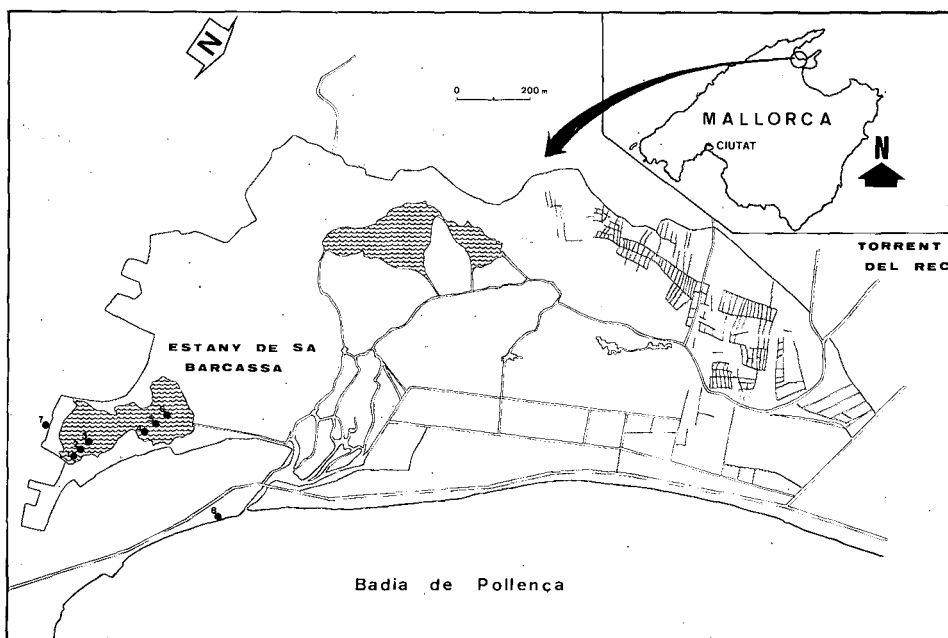 N
0 200 m
MALLORCA
CIUTAT
N
TORRENT
DEL REC
ESTANY DE SA
BARCASSA
7
8
Badia de Pollença